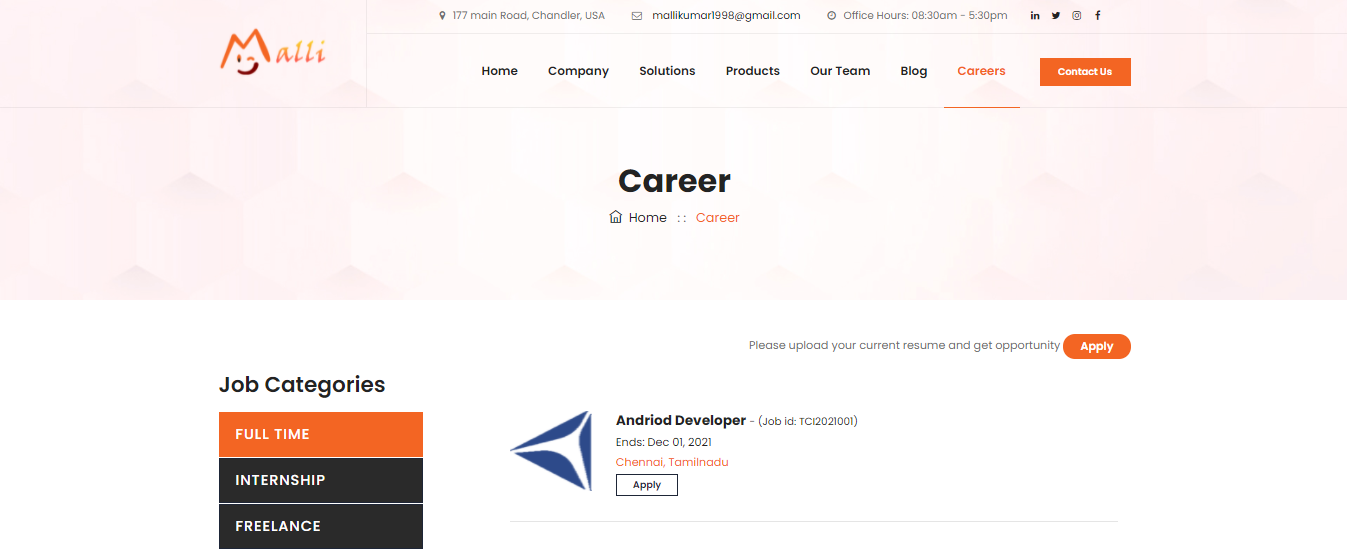 177 main Road, Chandler, USA mallikumar1998@gmail.com Office Hours: 08:30am - 5:30pm
Malli
Home Company Solutions Products Our Team Blog Careers Contact Us
Career
Home :: Career
Please upload your current resume and get opportunity Apply
Job Categories
FULL TIME
INTERNSHIP
FREELANCE
Andriod Developer - (Job id: TCI2021001)
Ends: Dec 01, 2021
Chennai, Tamilnadu
Apply